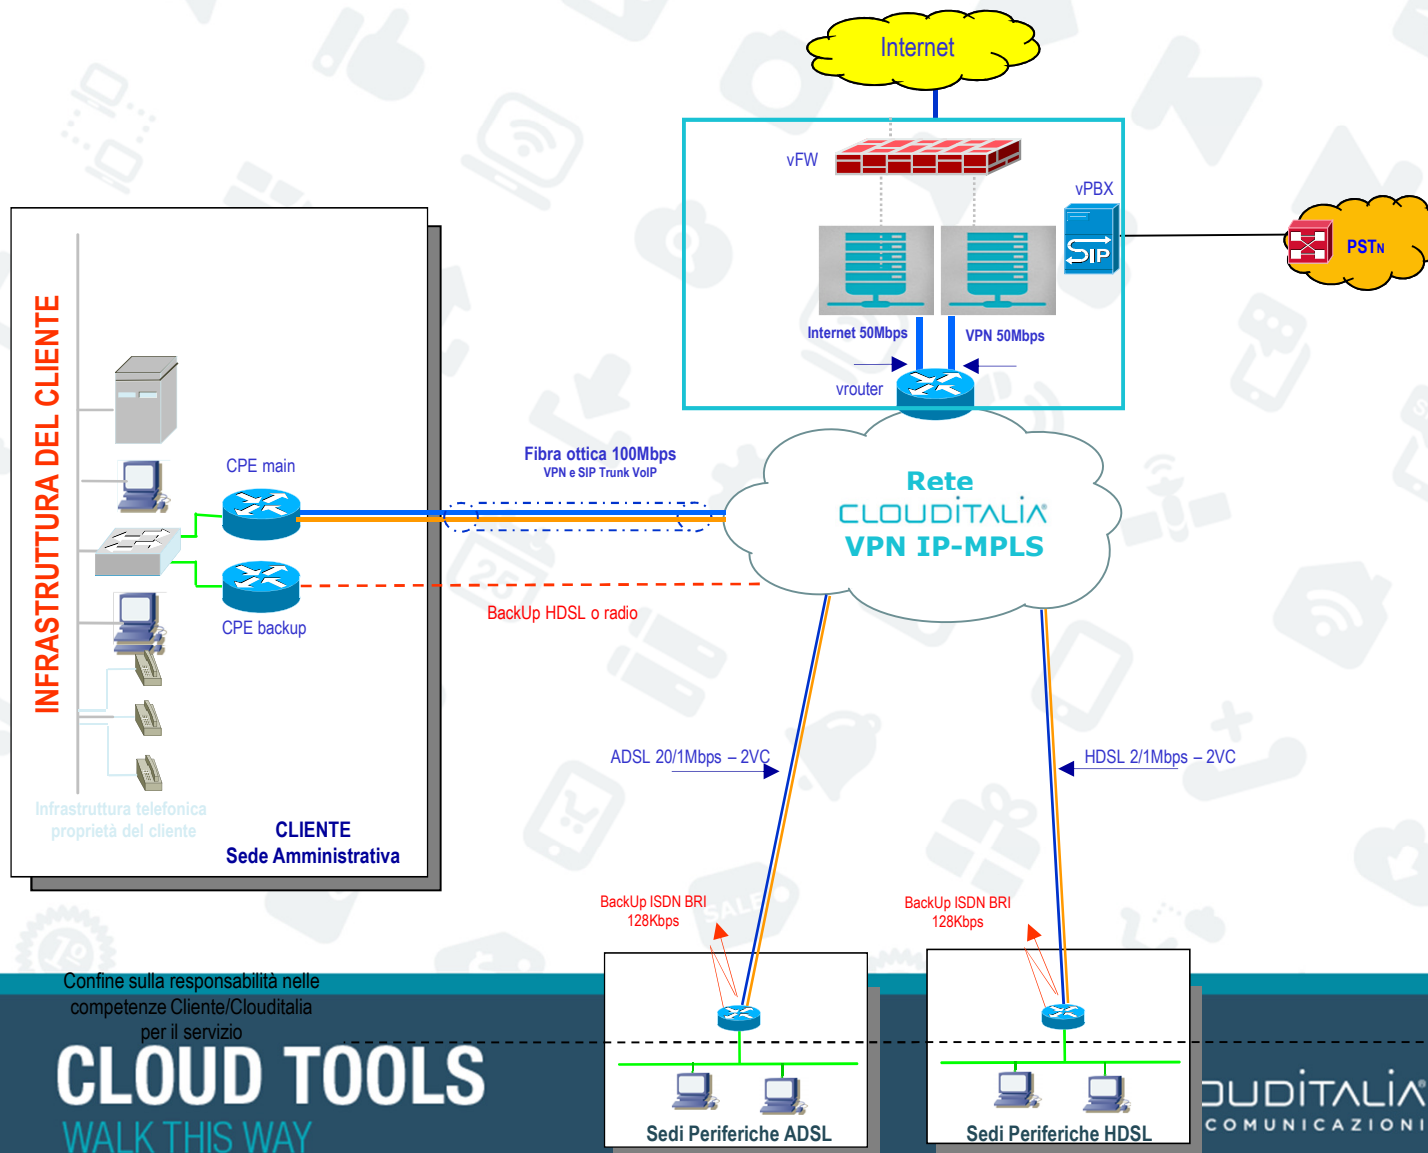 Internet
vFW
vPBX
SIP
PSTN
Internet 50Mbps
VPN 50Mbps
vrouter
INFRASTRUTTURA DEL CLIENTE
CPE main
CPE backup
Fibra ottica 100Mbps
VPN e SIP Trunk VoIP
Rete
CLOUDITALIA
VPN IP-MPLS
BackUp HDSL o radio
ADSL 20/1Mbps – 2VC
HDSL 2/1Mbps – 2VC
Infrastruttura telefonica
proprietà del cliente
CLIENTE
Sede Amministrativa
25
SALE
BackUp ISDN BRI
128Kbps
BackUp ISDN BRI
128Kbps
Confine sulla responsabilità nelle
competenze Cliente/Clouditalia
per il servizio
CLOUD TOOLS
WALK THIS WAY
Sedi Periferiche ADSL
Sedi Periferiche HDSL
OUDITALIA
COMUNICAZIONI